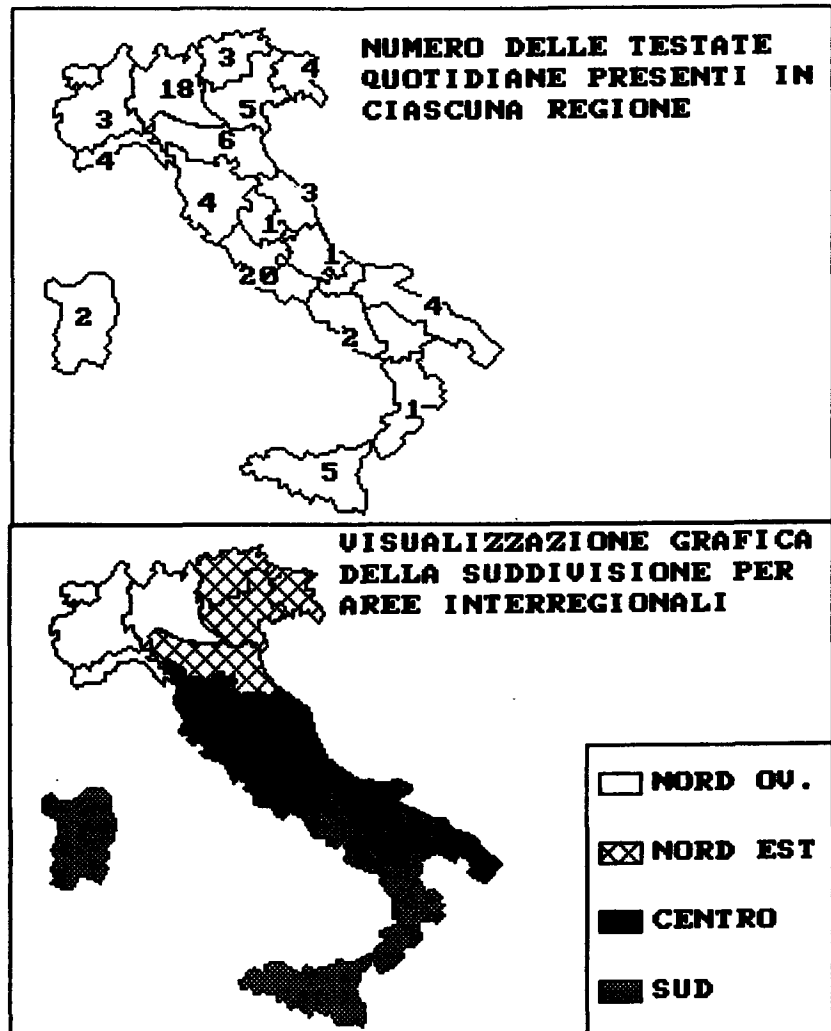 NUMERO DELLE TESTATE
QUOTIDIANE PRESENTI IN
CIASCUNA REGIONE
3
4
18
5
3
6
4
4
3
1
1
20
4
2
2
1
5
VISUALIZZAZIONE GRAFICA
DELLA SUDDIVISIONE PER
AREE INTERREGIONALI
NORD OV.
NORD EST
CENTRO
SUD